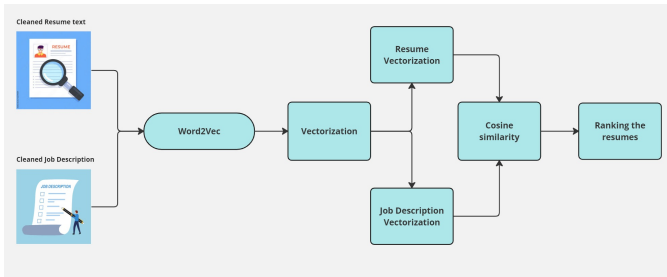 Cleaned Resume text
RESUME
Cleaned Job Description
JOB DESCRIPTION
Word2Vec
Vectorization
Resume
Vectorization
Job Description
Vectorization
Cosine
similarity
Ranking the
resumes